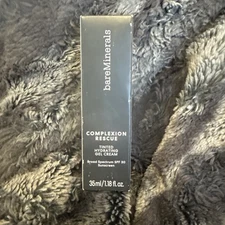 bareMinerals
COMPLEXION
RESCUE
TINTED
HYDRATING
GEL CREAM
Broad Spectrum SPF 30
Sunscreen
35ml/1.18 fl. oz.